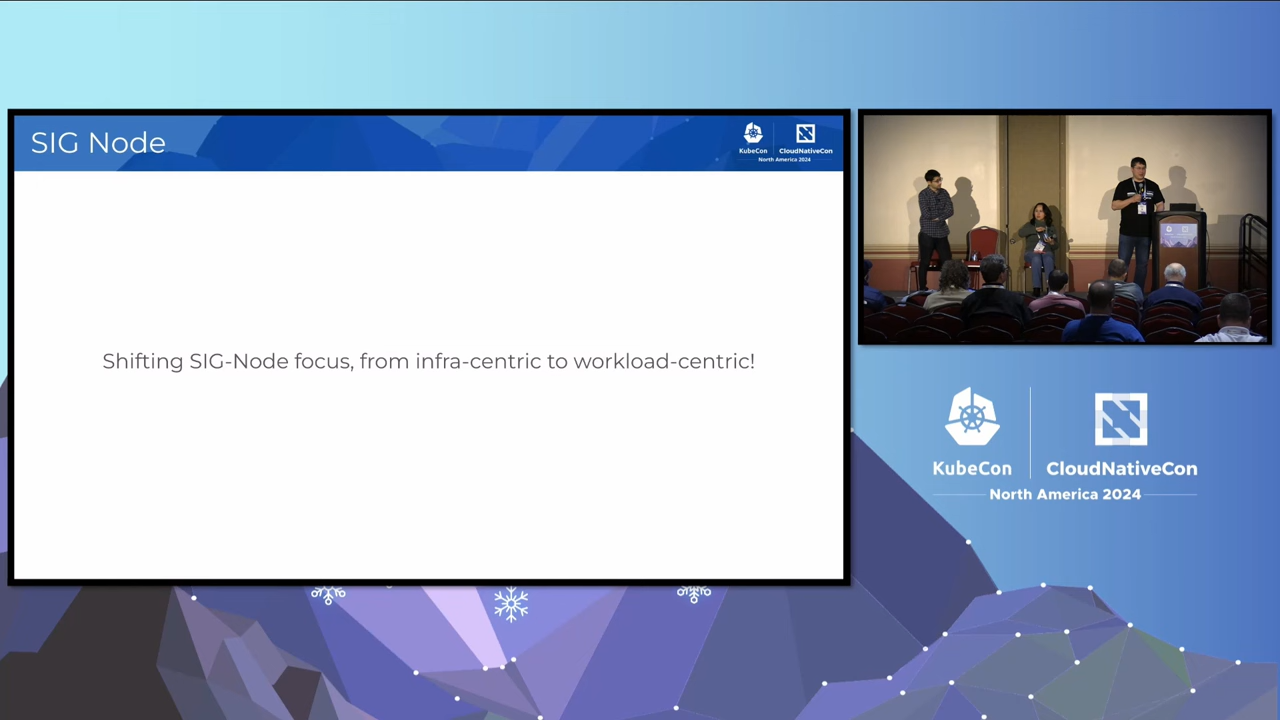 SIG Node
KubeCon
CloudNativeCon
North America 2024
Shifting SIG-Node focus, from infra-centric to workload-centric!
KubeCon
CloudNativeCon
North America 2024